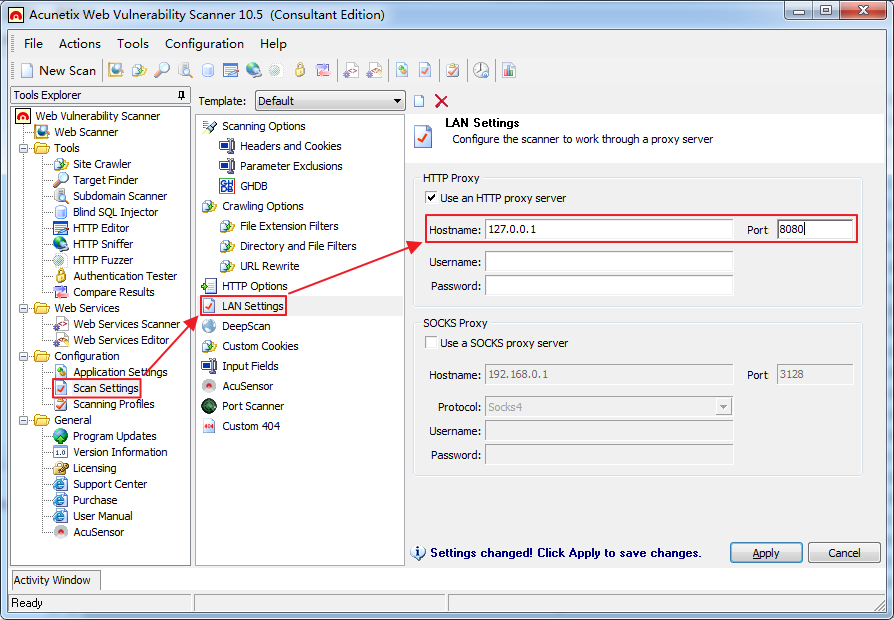 Acunetix Web Vulnerability Scanner 10.5 (Consultant Edition)
File Actions Tools Configuration Help
New Scan
Tools Explorer
Web Vulnerability Scanner
Web Scanner
Tools
Site Crawler
Target Finder
Subdomain Scanner
Blind SQL Injector
HTTP Editor
HTTP Sniffer
HTTP Fuzzer
Authentication Tester
Compare Results
Web Services
Web Services Scanner
Web Services Editor
Configuration
Application Settings
Scan Settings
Scanning Profiles
General
Program Updates
Version Information
Licensing
Support Center
Purchase
User Manual
AcuSensor
Template: Default
Scanning Options
Headers and Cookies
Parameter Exclusions
GHDB
Crawling Options
File Extension Filters
Directory and File Filters
URL Rewrite
HTTP Options
LAN Settings
DeepScan
Custom Cookies
Input Fields
AcuSensor
Port Scanner
Custom 404
LAN Settings
Configure the scanner to work through a proxy server
HTTP Proxy
Use an HTTP proxy server
Hostname: 127.0.0.1 Port 8080
Username:
Password:
SOCKS Proxy
Use a SOCKS proxy server
Hostname: 192.168.0.1 Port 3128
Protocol: Socks4
Username:
Password:
Settings changed! Click Apply to save changes. Apply Cancel
Activity Window
Ready